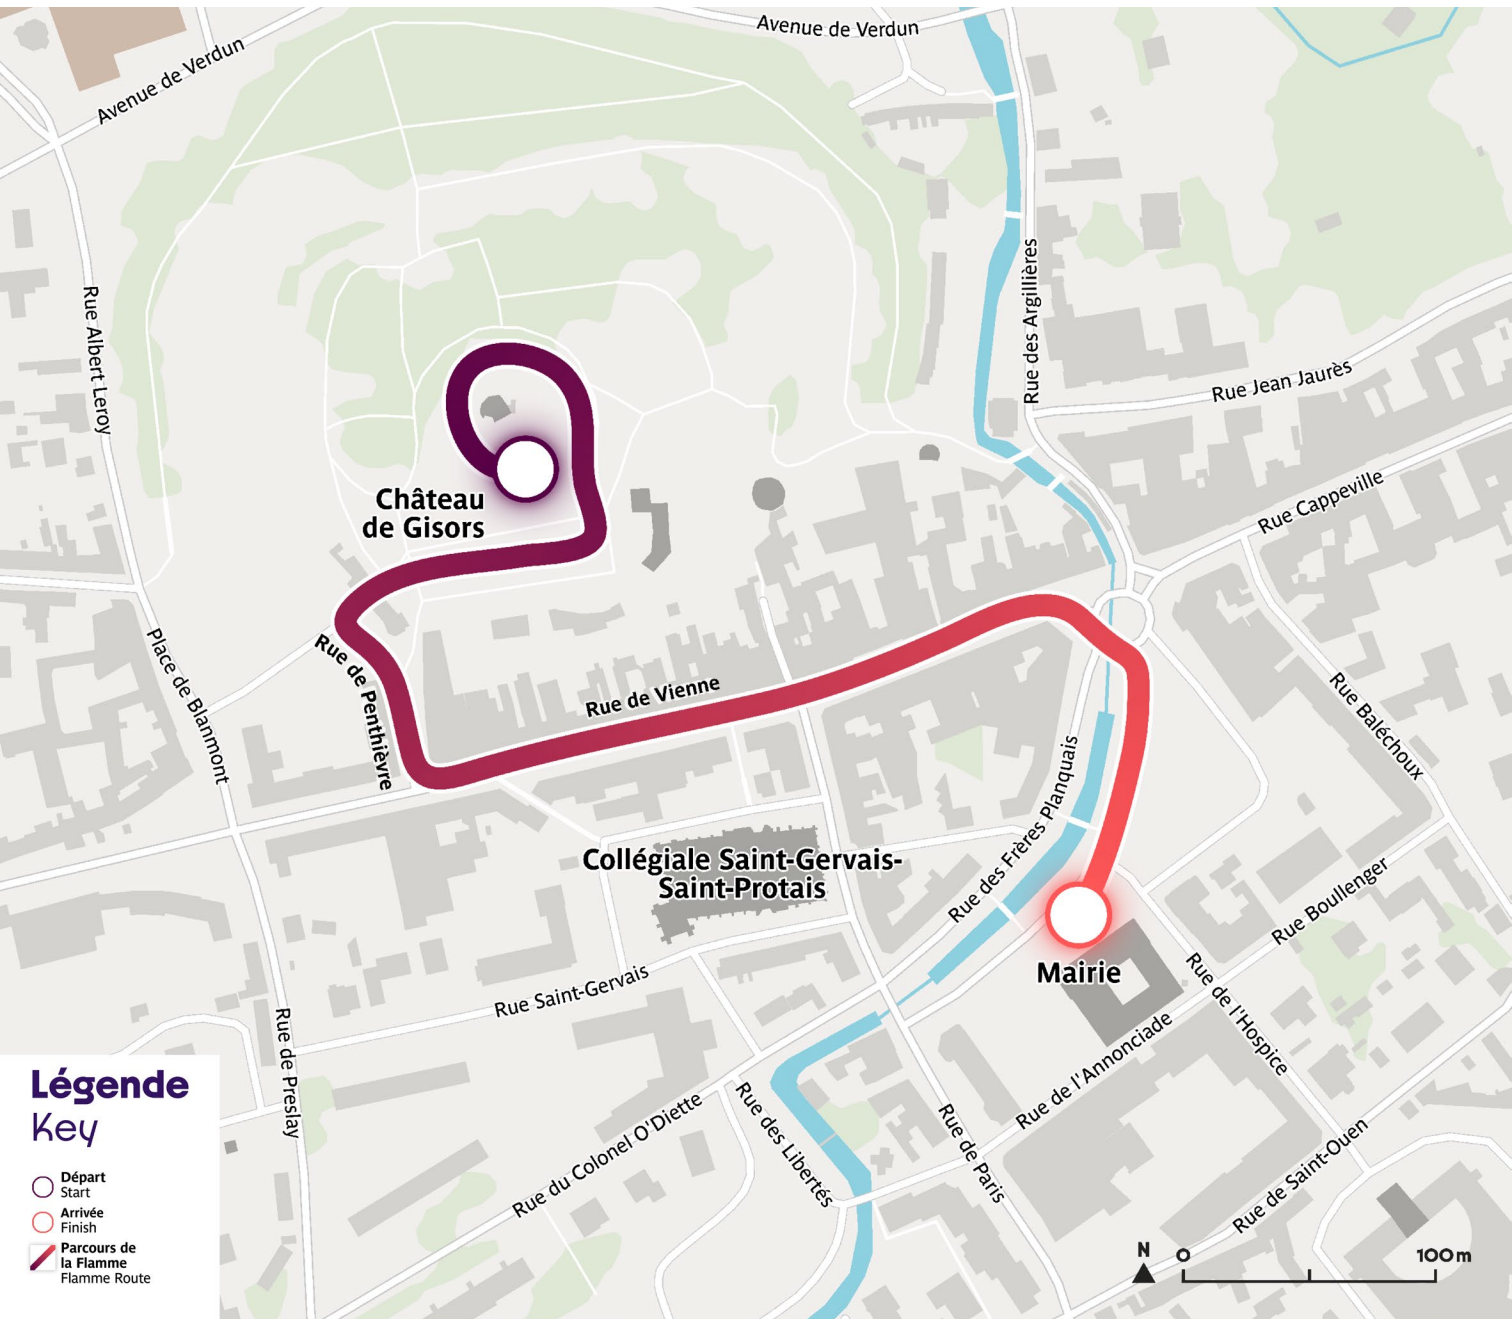 Avenue de Verdun
Avenue de Verdun
Rue Albert Leroy
Rue des Argillières
Rue Jean Jaurès
Rue Cappeville
Château
de Gisors
Place de Blanmont
Rue de Penthièvre
Rue de Vienne
Rue Baléchoux
Rue des Frères Planquais
Collégiale Saint-Gervais-
Saint-Protais
Rue Boullenger
Mairie
Rue Saint-Gervais
Rue de l'Hospice
Rue de Preslay
Rue de l'Annonciade
Rue du Colonel O'Diette
Rue des Libertés
Rue de Paris
Rue de Saint-Ouen
Légende
Key
Départ
Start
Arrivée
Finish
Parcours de
la Flamme
Flamme Route
N
0
100m